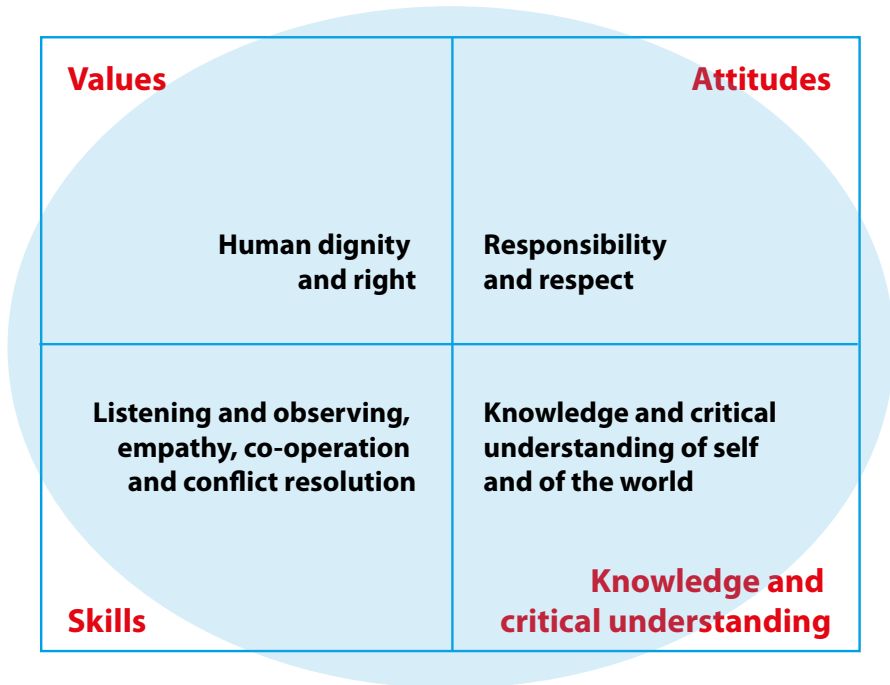 Values
Attitudes
Human dignity
and right
Responsibility
and respect
Listening and observing,
empathy, co-operation
and conflict resolution
Knowledge and critical
understanding of self
and of the world
Skills
Knowledge and
critical understanding